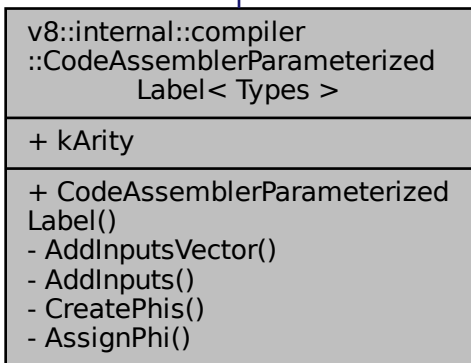 v8::internal::compiler
::CodeAssemblerParameterized
Label< Types >
+ kArity
+ CodeAssemblerParameterized
Label()
- AddInputsVector()
- AddInputs()
- CreatePhis()
- AssignPhi()